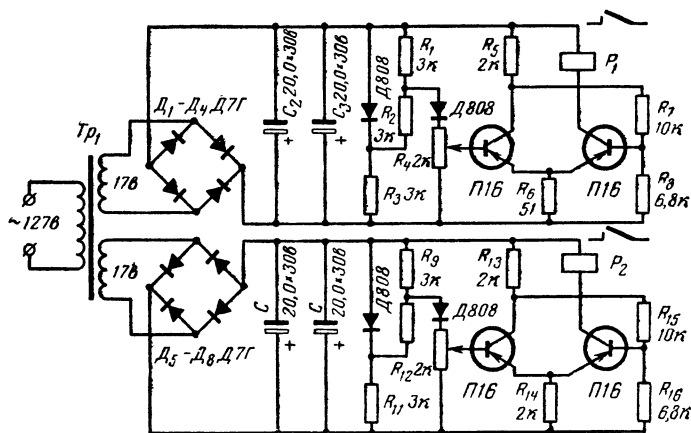 Тр₁
~127в
17в
17в
Д₁-Д₄ Д7Г
С₂ 20,0×30в
С₃ 20,0×30в
Д808
R₁
3к
R₂
3к
R₃ 3к
Д808
R₄ 2к
R₅
2к
П16
R₆
51
П16
Р₁
R₇
10к
R₈
6,8к
Д₅-Д₈ Д7Г
С
20,0×30в
С
20,0×30в
Д808
R₉
3к
R₁₁ 3к
Д808
R₁₂ 2к
R₁₃
2к
П16
R₁₄
2к
П16
Р₂
R₁₅
10к
R₁₆
6,8к
+
+
+
+